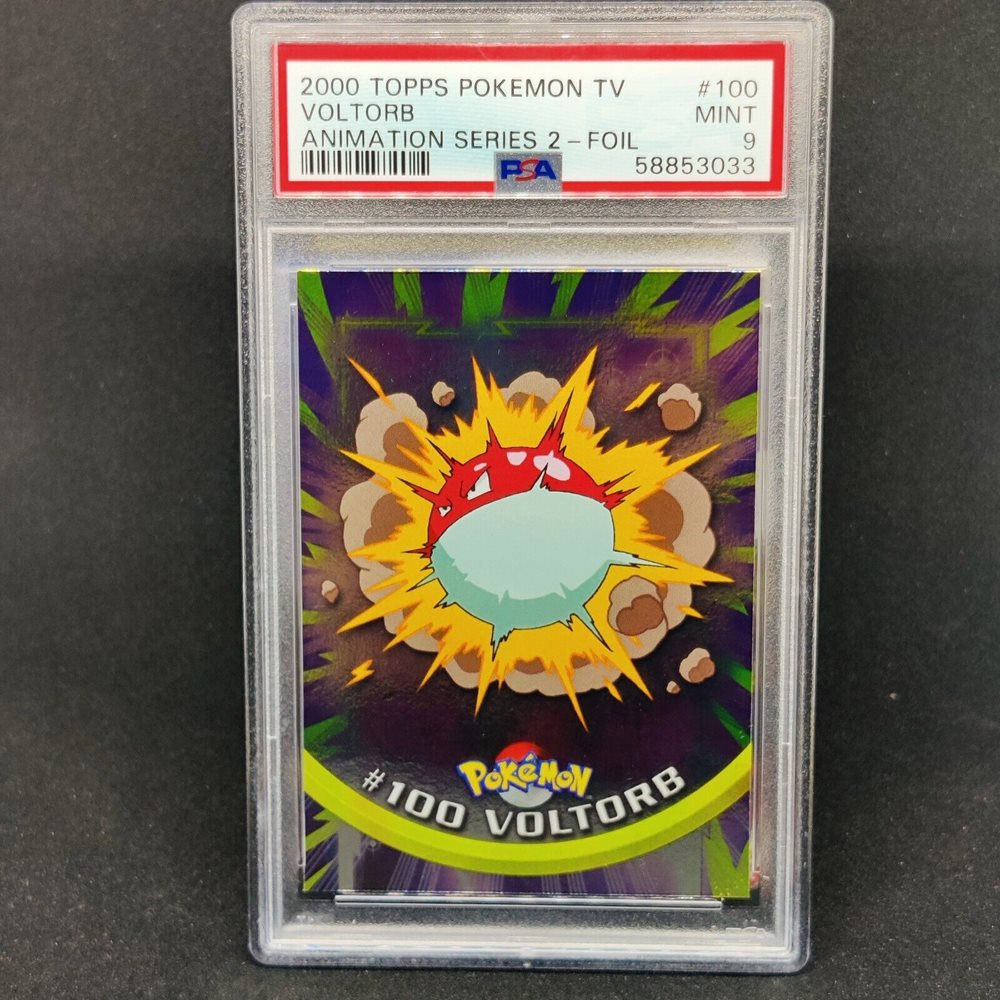 2000 TOPPS POKEMON TV #100
VOLTORB MINT
ANIMATION SERIES 2 – FOIL 9
PSA 58853033
POKéMON
#100 VOLTORB